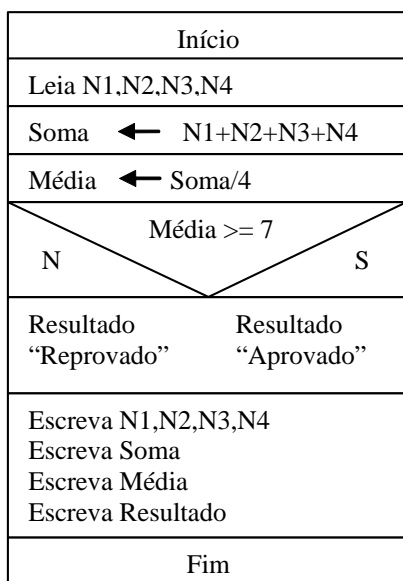 Início
Leia N1,N2,N3,N4
Soma ← N1+N2+N3+N4
Média ← Soma/4
Média >= 7
N S
Resultado Resultado
“Reprovado” “Aprovado”
Escreva N1,N2,N3,N4
Escreva Soma
Escreva Média
Escreva Resultado
Fim